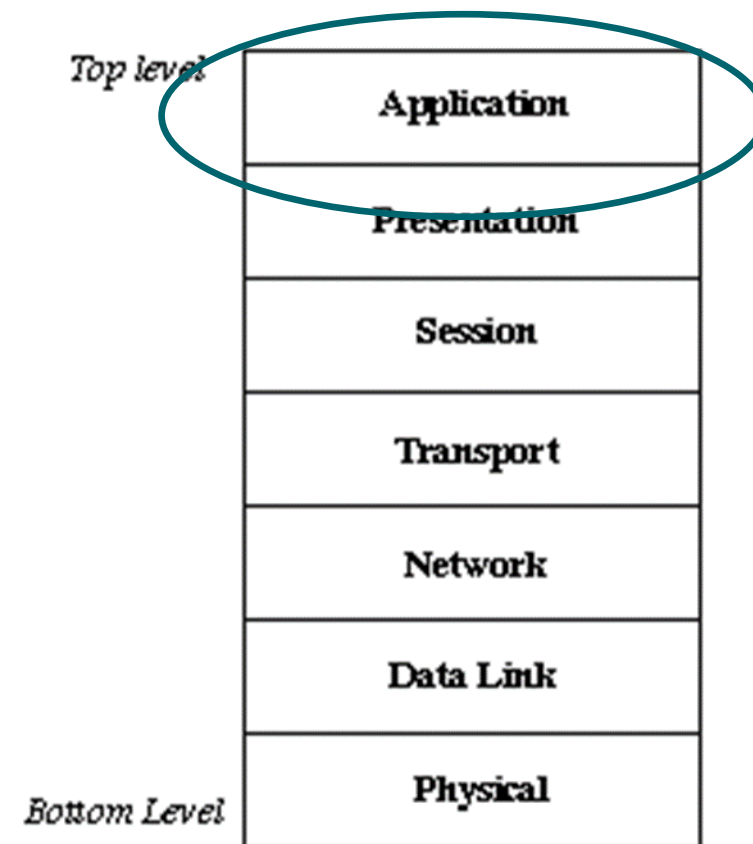 Top level
Application
Presentation
Session
Transport
Network
Data Link
Physical
Bottom Level